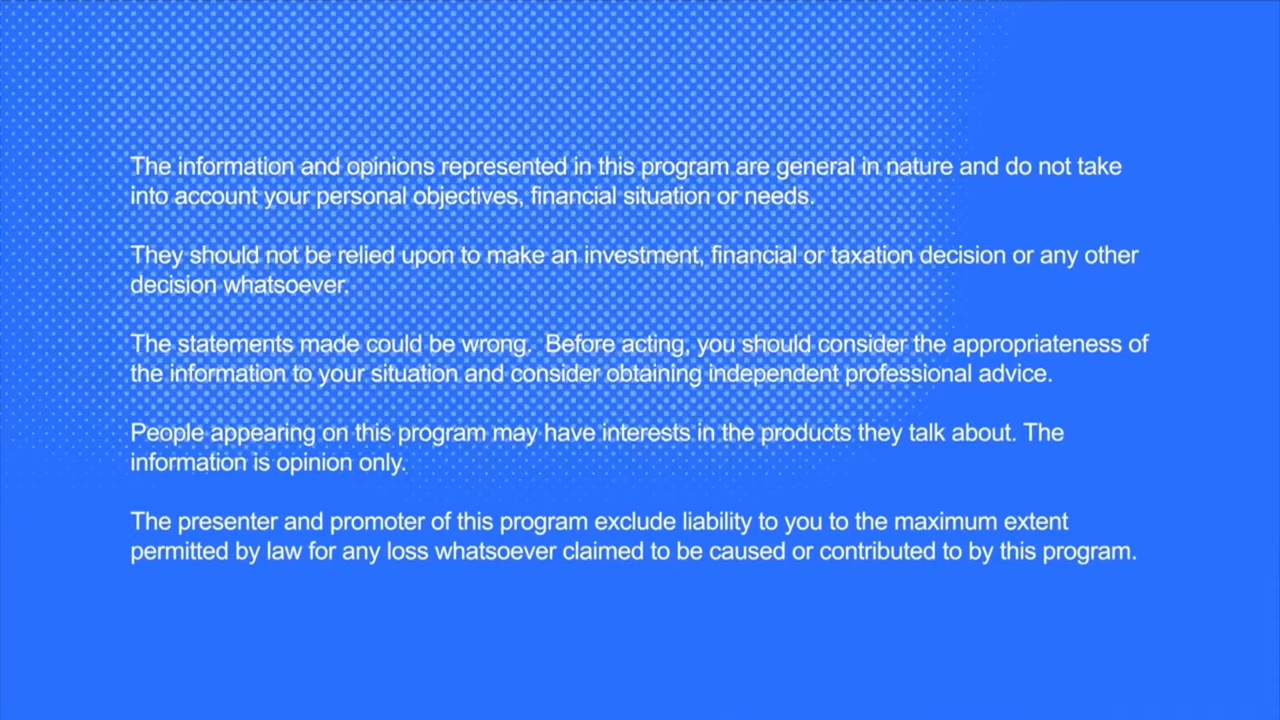 The information and opinions represented in this program are general in nature and do not take
into account your personal objectives, financial situation or needs.
They should not be relied upon to make an investment, financial or taxation decision or any other
decision whatsoever.
The statements made could be wrong.  Before acting, you should consider the appropriateness of
the information to your situation and consider obtaining independent professional advice.
People appearing on this program may have interests in the products they talk about. The
information is opinion only.
The presenter and promoter of this program exclude liability to you to the maximum extent
permitted by law for any loss whatsoever claimed to be caused or contributed to by this program.